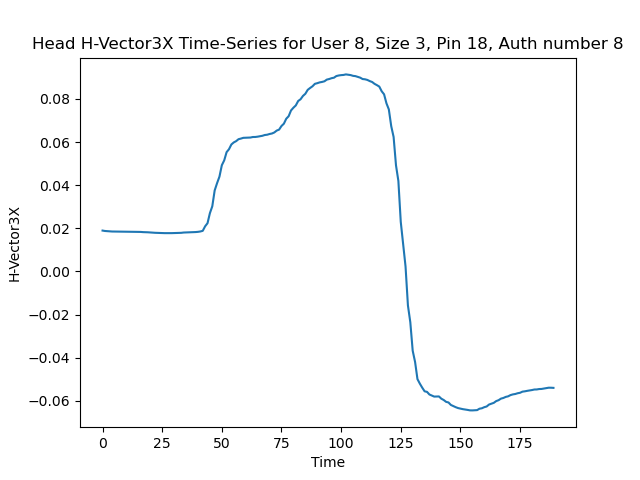 Head H-Vector3X Time-Series for User 8, Size 3, Pin 18, Auth number 8
H-Vector3X
0.08
0.06
0.04
0.02
0.00
−0.02
−0.04
−0.06
0 25 50 75 100 125 150 175
Time